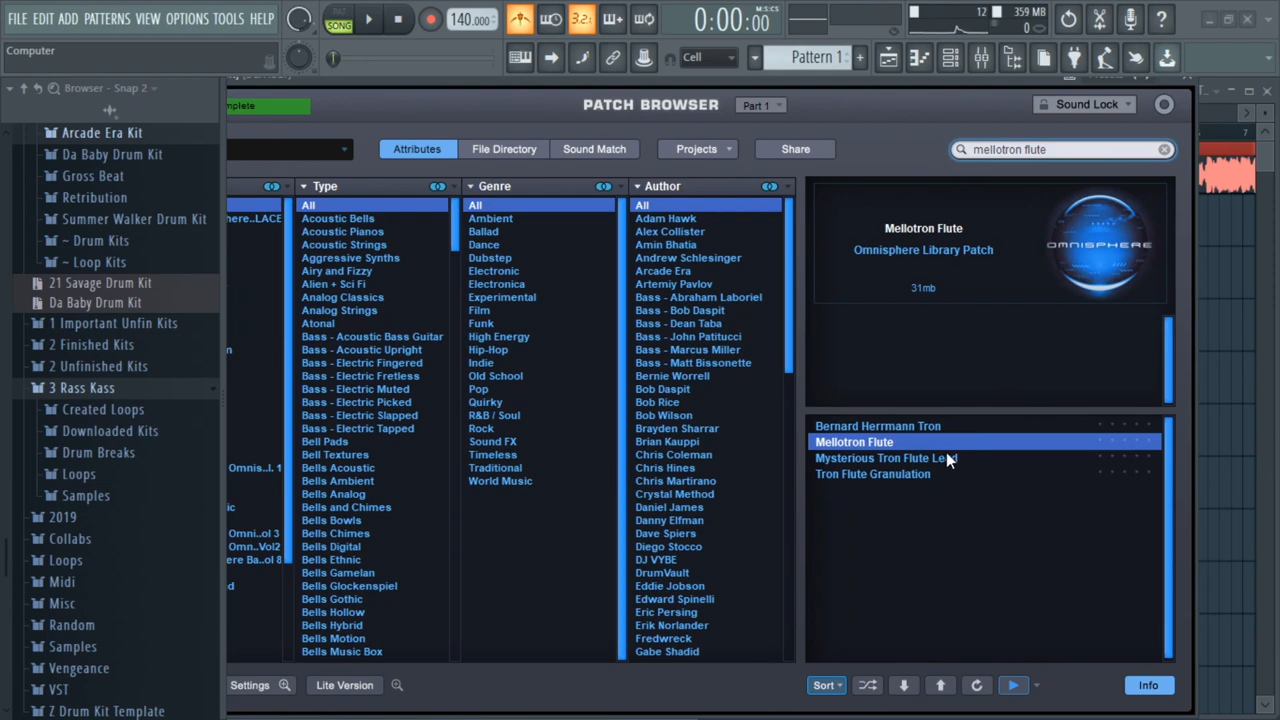 FILE EDIT ADD PATTERNS VIEW OPTIONS TOOLS HELP
PAT
SONG
140.000
3.2
0:00:00
M:S:CS
12
359 MB
0
Computer
Cell
Pattern 1
Browser - Snap 2
Arcade Era Kit
Da Baby Drum Kit
Gross Beat
Retribution
Summer Walker Drum Kit
~ Drum Kits
~ Loop Kits
21 Savage Drum Kit
Da Baby Drum Kit
1 Important Unfin Kits
2 Finished Kits
2 Unfinished Kits
3 Rass Kass
Created Loops
Downloaded Kits
Drum Breaks
Loops
Samples
2019
Collabs
Loops
Midi
Misc
Random
Samples
Vengeance
VST
Z Drum Kit Template
PATCH BROWSER
Part 1
Sound Lock
Attributes
File Directory
Sound Match
Projects
Share
mellotron flute
Type
All
Acoustic Bells
Acoustic Pianos
Acoustic Strings
Aggressive Synths
Airy and Fizzy
Alien + Sci Fi
Analog Classics
Analog Strings
Atonal
Bass - Acoustic Bass Guitar
Bass - Acoustic Upright
Bass - Electric Fingered
Bass - Electric Fretless
Bass - Electric Muted
Bass - Electric Picked
Bass - Electric Slapped
Bass - Electric Tapped
Bell Pads
Bell Textures
Bells Acoustic
Bells Ambient
Bells Analog
Bells and Chimes
Bells Bowls
Bells Chimes
Bells Digital
Bells Ethnic
Bells Gamelan
Bells Glockenspiel
Bells Gothic
Bells Hollow
Bells Hybrid
Bells Motion
Bells Music Box
Genre
All
Ambient
Ballad
Dance
Dubstep
Electronic
Electronica
Experimental
Film
Funk
High Energy
Hip-Hop
Indie
Old School
Pop
Quirky
R&B / Soul
Rock
Sound FX
Timeless
Traditional
World Music
Author
All
Adam Hawk
Alex Collister
Amin Bhatia
Andrew Schlesinger
Arcade Era
Artemiy Pavlov
Bass - Abraham Laboriel
Bass - Bob Daspit
Bass - Dean Taba
Bass - John Patitucci
Bass - Marcus Miller
Bass - Matt Bissonette
Bernie Worrell
Bob Daspit
Bob Rice
Bob Wilson
Brayden Sharrar
Brian Kauppi
Chris Coleman
Chris Hines
Chris Martirano
Crystal Method
Daniel James
Danny Elfman
Dave Spiers
Diego Stocco
DJ VYBE
DrumVault
Eddie Jobson
Edward Spinelli
Eric Persing
Erik Norlander
Fredwreck
Gabe Shadid
Mellotron Flute
Omnisphere Library Patch
31mb
OMNISPHERE
Bernard Herrmann Tron
Mellotron Flute
Mysterious Tron Flute Lead
Tron Flute Granulation
Settings
Lite Version
Sort
Info
7